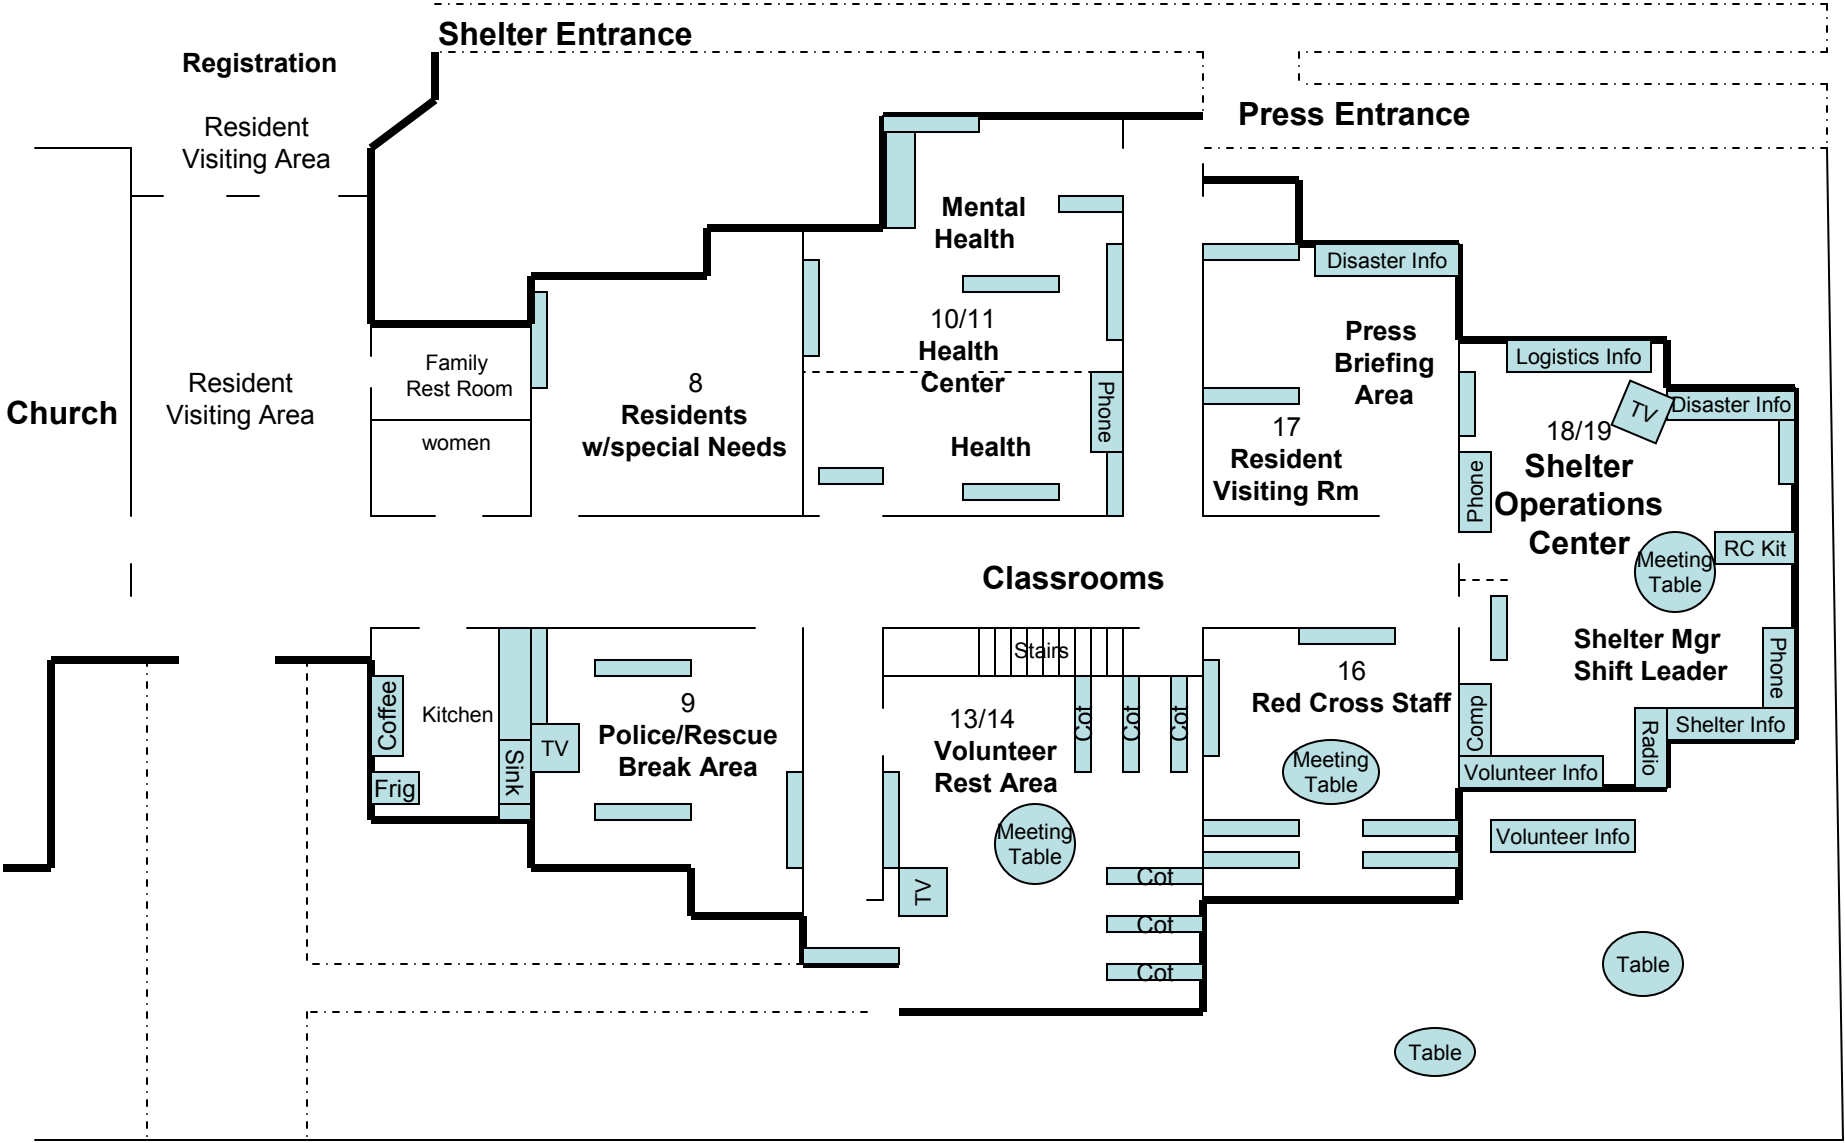 Shelter Entrance
Registration
Resident
Visiting Area
Press Entrance
Mental
Health
Disaster Info
10/11
Health
Center
Press
Briefing
Area
Logistics Info
Family
Rest Room
Resident
Visiting Area
8
Residents
w/special Needs
Phone
TV
Disaster Info
Church
women
Health
17
Resident
Visiting Rm
18/19
Shelter
Operations
Center
Phone
RC Kit
Meeting
Table
Classrooms
Stairs
Shelter Mgr
Shift Leader
Phone
Coffee
Kitchen
Sink
Frig
TV
9
Police/Rescue
Break Area
13/14
Volunteer
Rest Area
Cot
Cot
Cot
16
Red Cross Staff
Comp
Radio
Shelter Info
Meeting
Table
Volunteer Info
Meeting
Table
Volunteer Info
TV
Cot
Cot
Cot
Table
Table